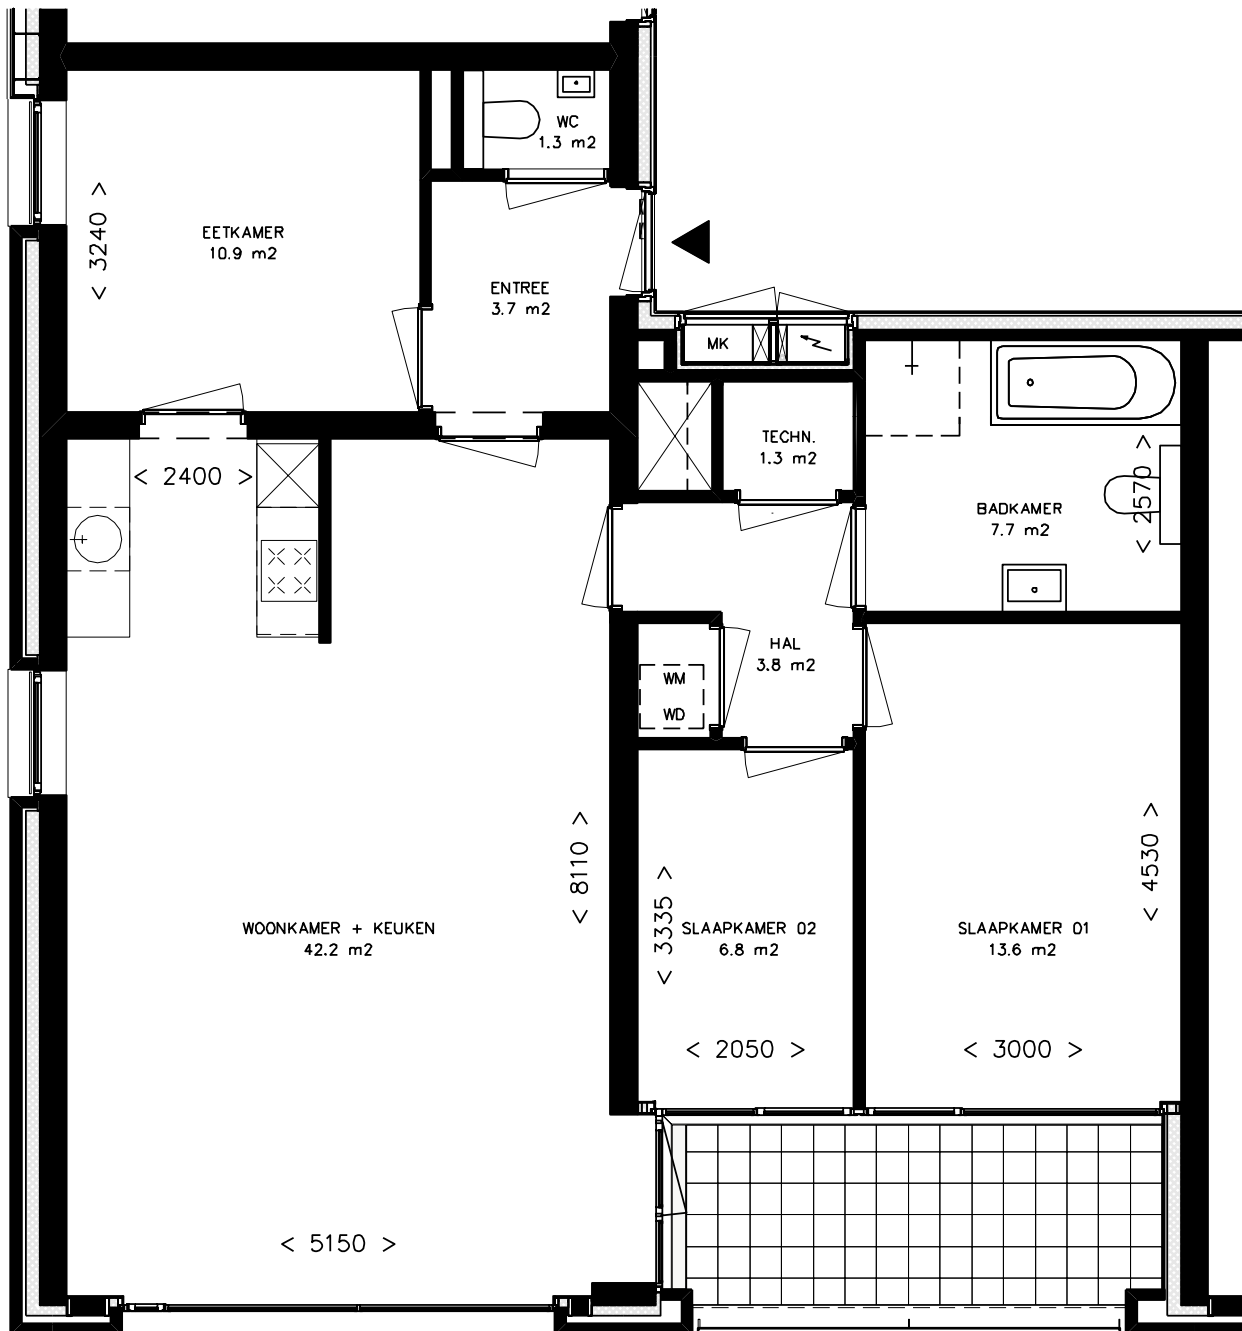 WC
1.3 m2
< 3240 >
EETKAMER
10.9 m2
ENTREE
3.7 m2
MK
TECHN.
1.3 m2
< 2400 >
BADKAMER
7.7 m2
< 2570 >
HAL
3.8 m2
WM
WD
< 8110 >
< 3335 >
< 4530 >
WOONKAMER + KEUKEN
42.2 m2
SLAAPKAMER 02
6.8 m2
SLAAPKAMER 01
13.6 m2
< 2050 >
< 3000 >
< 5150 >